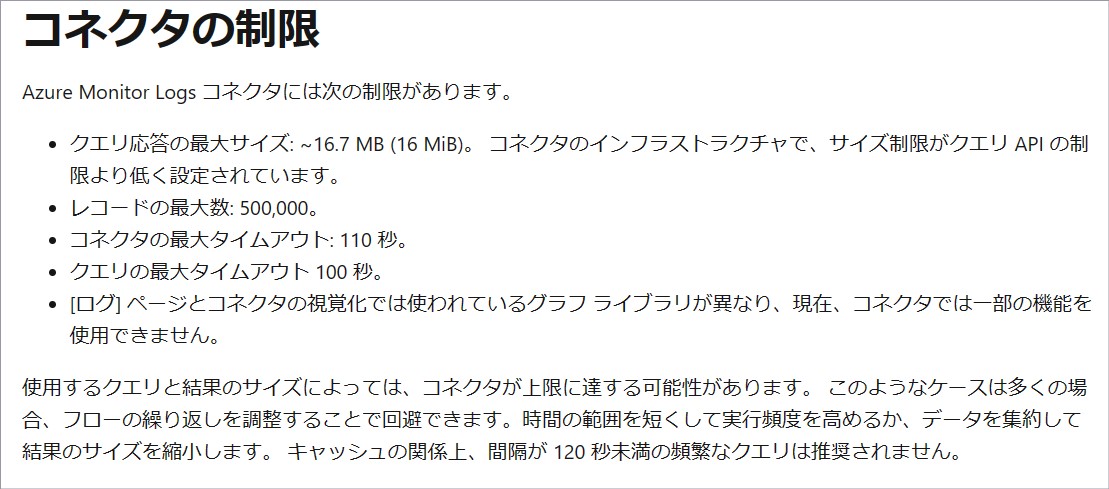 コネクタの制限
Azure Monitor Logs コネクタには次の制限があります。
• クエリ応答の最大サイズ: ~16.7 MB (16 MiB)。 コネクタのインフラストラクチャで、サイズ制限がクエリ API の制
限より低く設定されています。
• レコードの最大数: 500,000。
• コネクタの最大タイムアウト: 110 秒。
• クエリの最大タイムアウト 100 秒。
• [ログ] ページとコネクタの視覚化では使われているグラフ ライブラリが異なり、現在、コネクタでは一部の機能を
使用できません。
使用するクエリと結果のサイズによっては、コネクタが上限に達する可能性があります。 このようなケースは多くの場
合、フローの繰り返しを調整することで回避できます。時間の範囲を短くして実行頻度を高めるか、データを集約して
結果のサイズを縮小します。 キャッシュの関係上、間隔が 120 秒未満の頻繁なクエリは推奨されません。